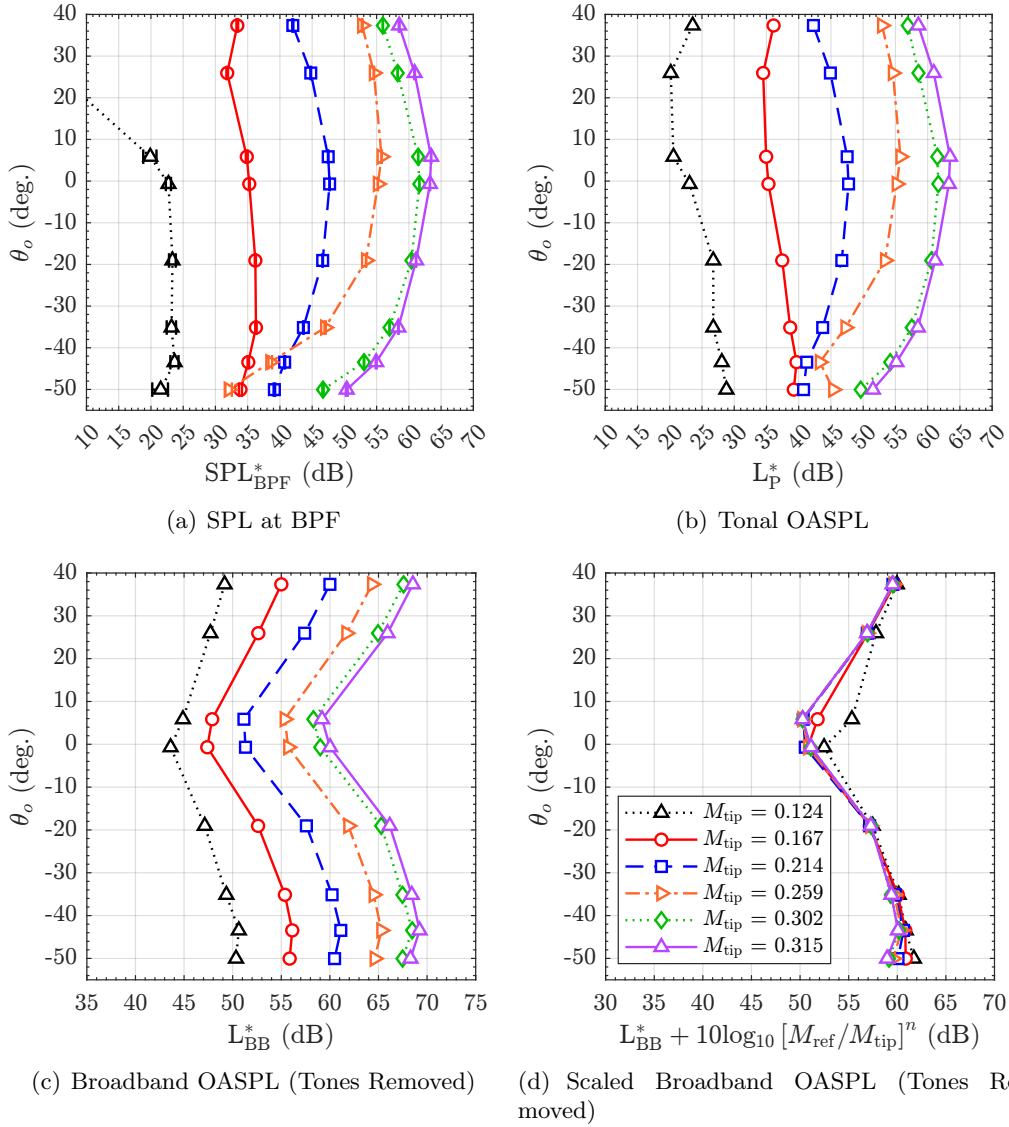 40
30
20
10
0
-10
-20
-30
-40
-50
θo (deg.)
10 15 20 25 30 35 40 45 50 55 60 65 70
SPL*BPF (dB)
(a) SPL at BPF
40
30
20
10
0
-10
-20
-30
-40
-50
θo (deg.)
10 15 20 25 30 35 40 45 50 55 60 65 70
L*P (dB)
(b) Tonal OASPL
40
30
20
10
0
-10
-20
-30
-40
-50
θo (deg.)
35 40 45 50 55 60 65 70 75
L*BB (dB)
(c) Broadband OASPL (Tones Removed)
40
30
20
10
0
-10
-20
-30
-40
-50
θo (deg.)
Mtip = 0.124
Mtip = 0.167
Mtip = 0.214
Mtip = 0.259
Mtip = 0.302
Mtip = 0.315
30 40 50 60 70
L*BB + 10log10 [Mref/Mtip]^n (dB)
(d) Scaled Broadband OASPL (Tones Re
moved)